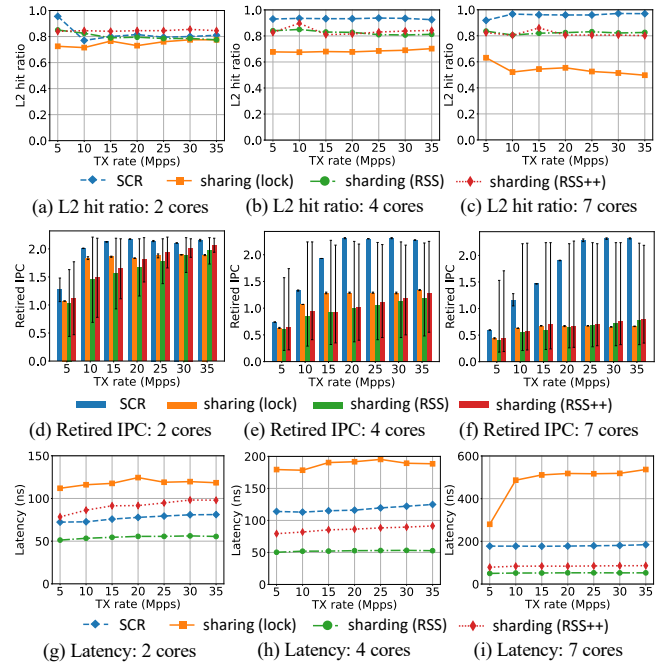 L2 hit ratio
1.0
0.8
0.6
0.4
0.2
0.0
5 10 15 20 25 30 35
TX rate (Mpps)
L2 hit ratio
1.0
0.8
0.6
0.4
0.2
0.0
5 10 15 20 25 30 35
TX rate (Mpps)
L2 hit ratio
1.0
0.8
0.6
0.4
0.2
0.0
5 10 15 20 25 30 35
TX rate (Mpps)
SCR sharing (lock) sharding (RSS) sharding (RSS++)
(a) L2 hit ratio: 2 cores (b) L2 hit ratio: 4 cores (c) L2 hit ratio: 7 cores
Retired IPC
2.0
1.5
1.0
0.5
0.0
5 10 15 20 25 30 35
TX rate (Mpps)
Retired IPC
2.0
1.5
1.0
0.5
0.0
5 10 15 20 25 30 35
TX rate (Mpps)
Retired IPC
2.0
1.5
1.0
0.5
0.0
5 10 15 20 25 30 35
TX rate (Mpps)
SCR sharing (lock) sharding (RSS) sharding (RSS++)
(d) Retired IPC: 2 cores (e) Retired IPC: 4 cores (f) Retired IPC: 7 cores
Latency (ns)
150
100
50
0
5 10 15 20 25 30 35
TX rate (Mpps)
Latency (ns)
200
150
100
50
0
5 10 15 20 25 30 35
TX rate (Mpps)
Latency (ns)
600
400
200
0
5 10 15 20 25 30 35
TX rate (Mpps)
SCR sharing (lock) sharding (RSS) sharding (RSS++)
(g) Latency: 2 cores (h) Latency: 4 cores (i) Latency: 7 cores